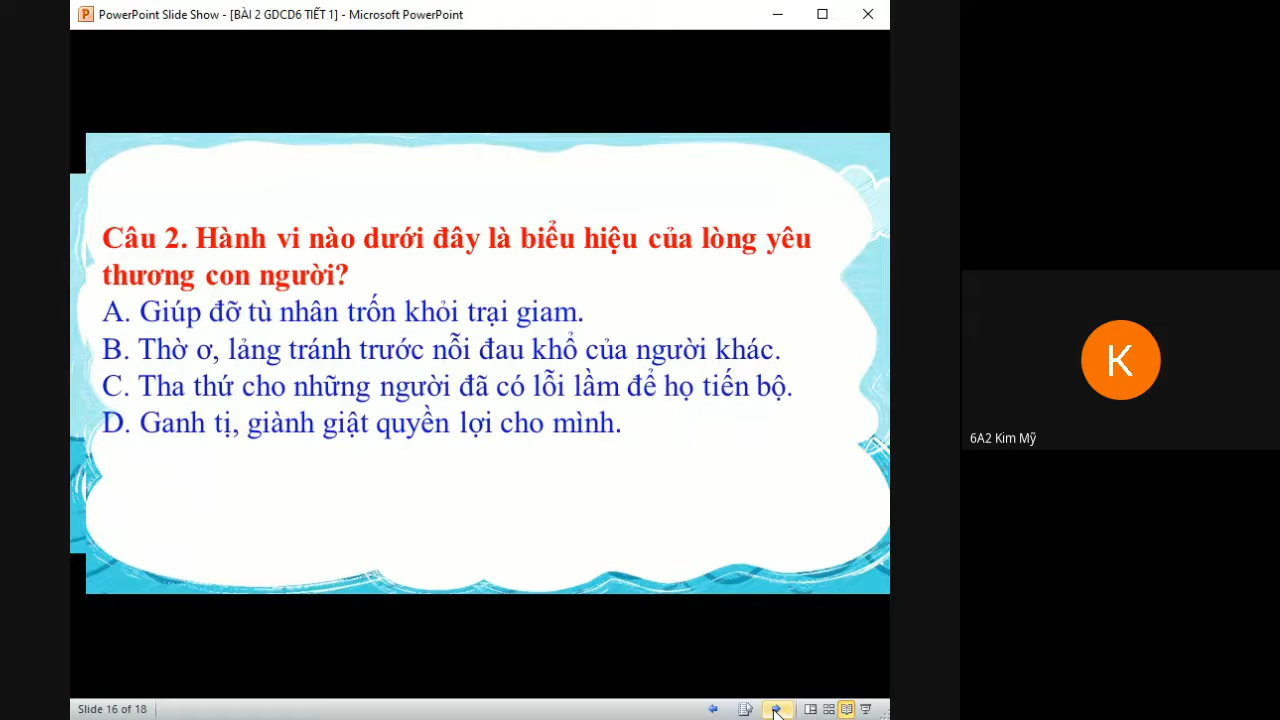 PowerPoint Slide Show - [BÀI 2 GDCD6 TIẾT 1] - Microsoft PowerPoint
Câu 2. Hành vi nào dưới đây là biểu hiệu của lòng yêu
thương con người?
A. Giúp đỡ tù nhân trốn khỏi trại giam.
B. Thờ ơ, lảng tránh trước nỗi đau khổ của người khác.
C. Tha thứ cho những người đã có lỗi lầm để họ tiến bộ.
D. Ganh tị, giành giật quyền lợi cho mình.
K
6A2 Kim Mỹ
Slide 16 of 18